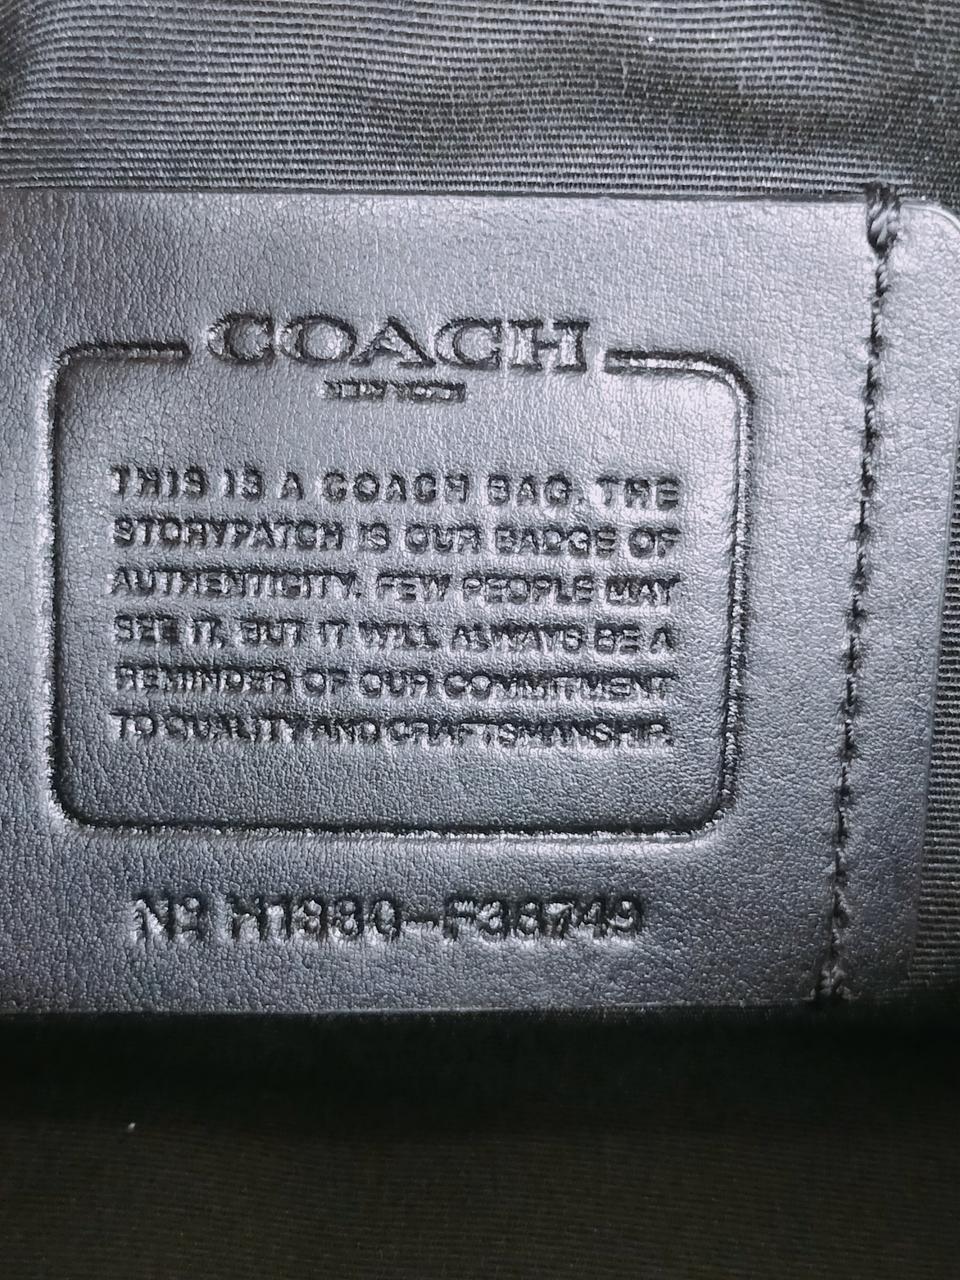 COACH
NEW YORK
THIS IS A COACH BAG. THE
STORYPATCH IS OUR BADGE OF
AUTHENTICITY. FEW PEOPLE MAY
SEE IT, BUT IT WILL ALWAYS BE A
REMINDER OF OUR COMMITMENT
TO QUALITY AND CRAFTSMANSHIP.
Nº H1880-F38749